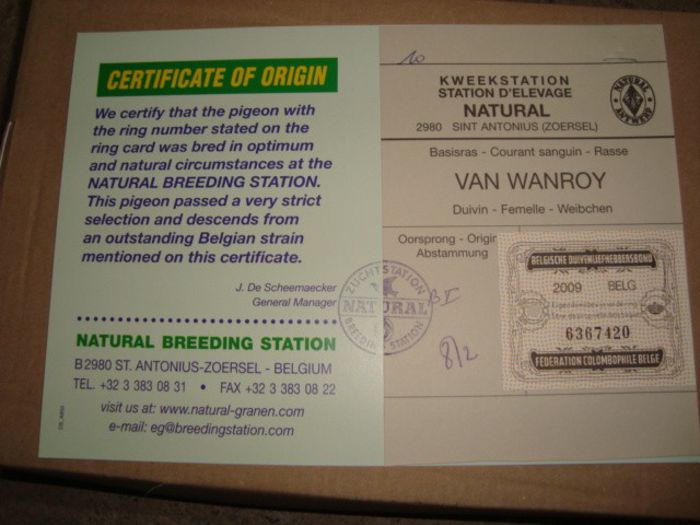 CERTIFICATE OF ORIGIN
We certify that the pigeon with
the ring number stated on the
ring card was bred in optimum
and natural circumstances at the
NATURAL BREEDING STATION.
This pigeon passed a very strict
selection and descends from
an outstanding Belgian strain
mentioned on this certificate.
J. De Scheemaecker
General Manager
NATURAL BREEDING STATION
B 2980 ST. ANTONIUS-ZOERSEL - BELGIUM
TEL. +32 3 383 08 31 • FAX +32 3 383 08 22
visit us at: www.natural-granen.com
e-mail: eg@breedingstation.com
10
KWEEKSTATION
STATION D'ELEVAGE
NATURAL
2980 SINT ANTONIUS (ZOERSEL)
NATURAL
ANTWERP
Basisras - Courant sanguin - Rasse
VAN WANROY
Duivin - Femelle - Weibchen
Oorsprong - Origin
Abstammung
ZUCHTSTATION
NATURAL
BREEDING STATION
8/2
BELGISCHE DUIVENLIEFHEBBERSBOND
2009 BELG
6367420
FEDERATION COLOMBOPHILE BELGE